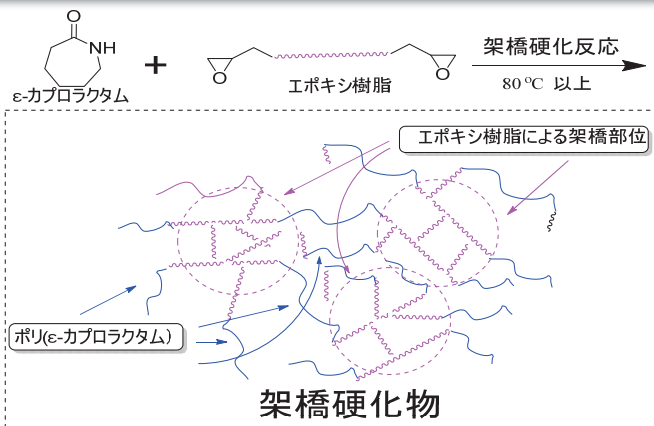 O
NH
ε-カプロラクタム
+
O
エポキシ樹脂
O
架橋硬化反応
80 ℃ 以上
エポキシ樹脂による架橋部位
ポリ(ε-カプロラクタム)
架橋硬化物